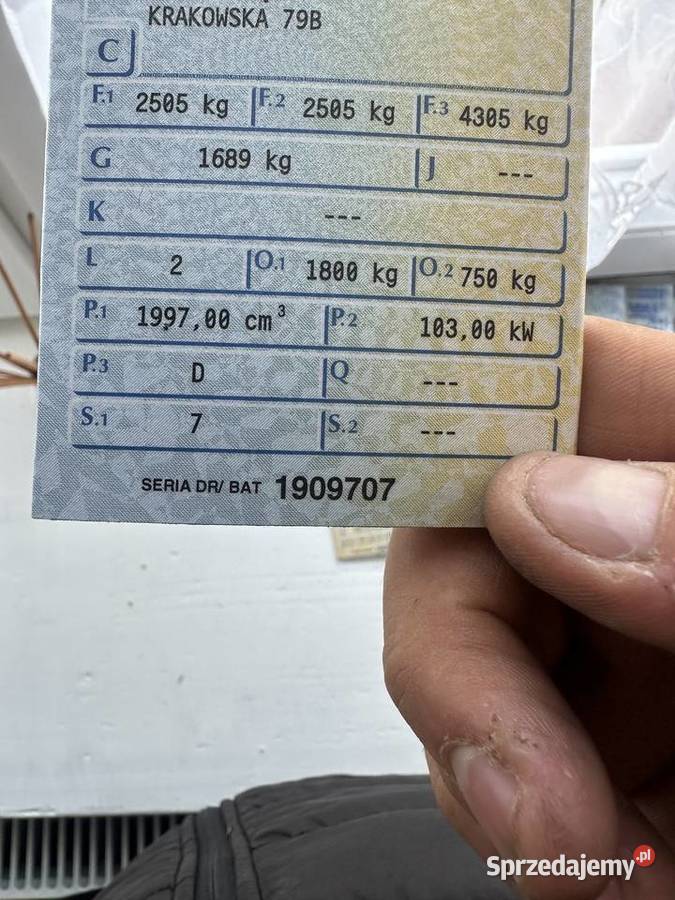 KRAKOWSKA 79B
C
F.1 2505 kg F.2 2505 kg F.3 4305 kg
G 1689 kg J ---
K ---
L 2 O.1 1800 kg O.2 750 kg
P.1 1997,00 cm³ P.2 103,00 kW
P.3 D Q ---
S.1 7 S.2 ---
SERIA DR/ BAT 1909707
Sprzedajemy.pl